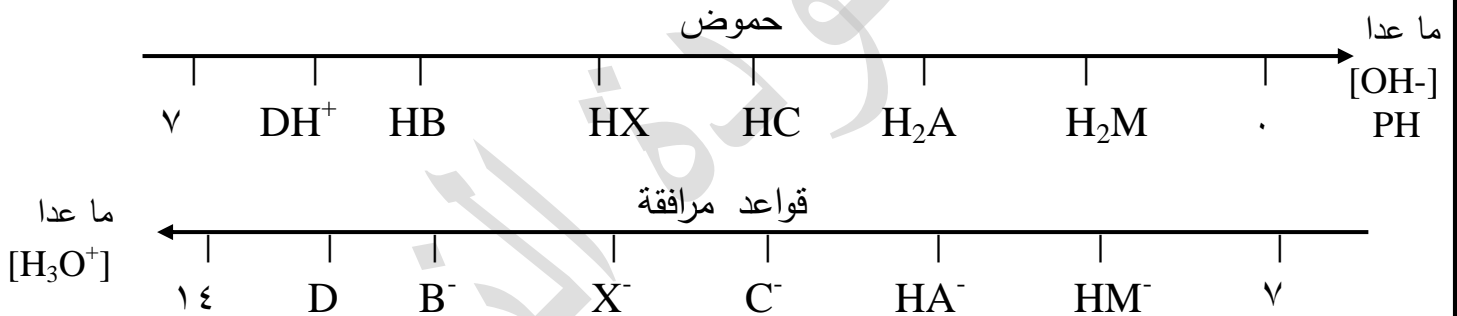 حموض
ما عدا
[OH-]
PH
٧ DH⁺ HB HX HC H₂A H₂M ٠
قواعد مرافقة
ما عدا
[H₃O⁺]
١٤ D B⁻ X⁻ C⁻ HA⁻ HM⁻ ٧